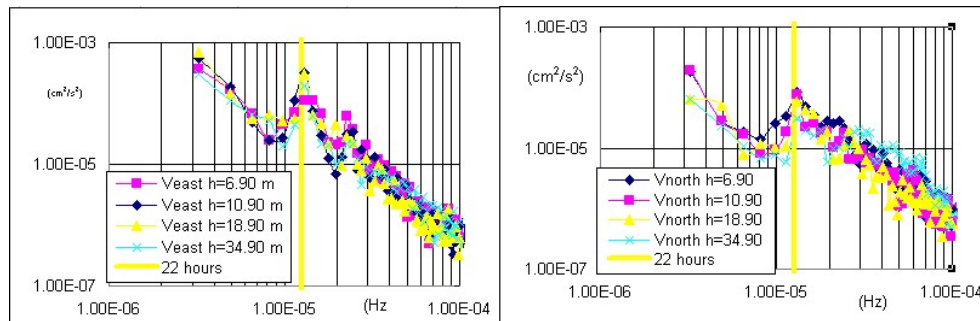 1.00E-03
(cm²/s²)
1.00E-05
Veast h=6.90 m
Veast h=10.90 m
Veast h=18.90 m
Veast h=34.90 m
22 hours
1.00E-07
1.00E-06
1.00E-05
(Hz
1.00E-04
1.00E-03
(cm²/s²)
1.00E-05
Vnorth h=6.90
Vnorth h=10.90
Vnorth h=18.90
Vnorth h=34.90
22 hours
1.00E-07
1.00E-06
1.00E-05
(Hz)
1.00E-04